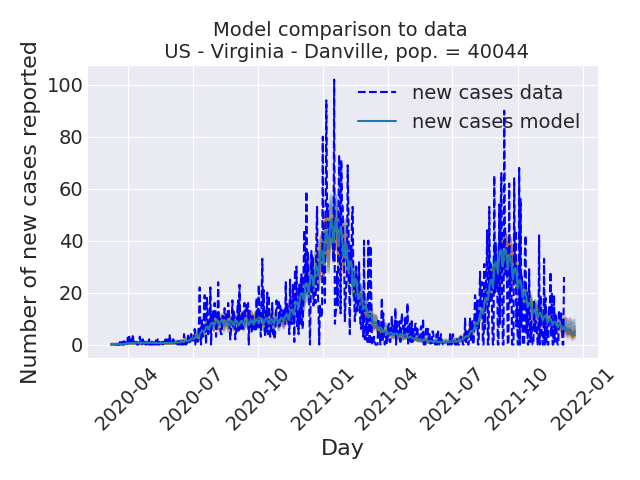 Model comparison to data
US - Virginia - Danville, pop. = 40044
Number of new cases reported
100
80
60
40
20
0
new cases data
new cases model
2020-04
2020-07
2020-10
2021-01
2021-04
2021-07
2021-10
2022-01
Day